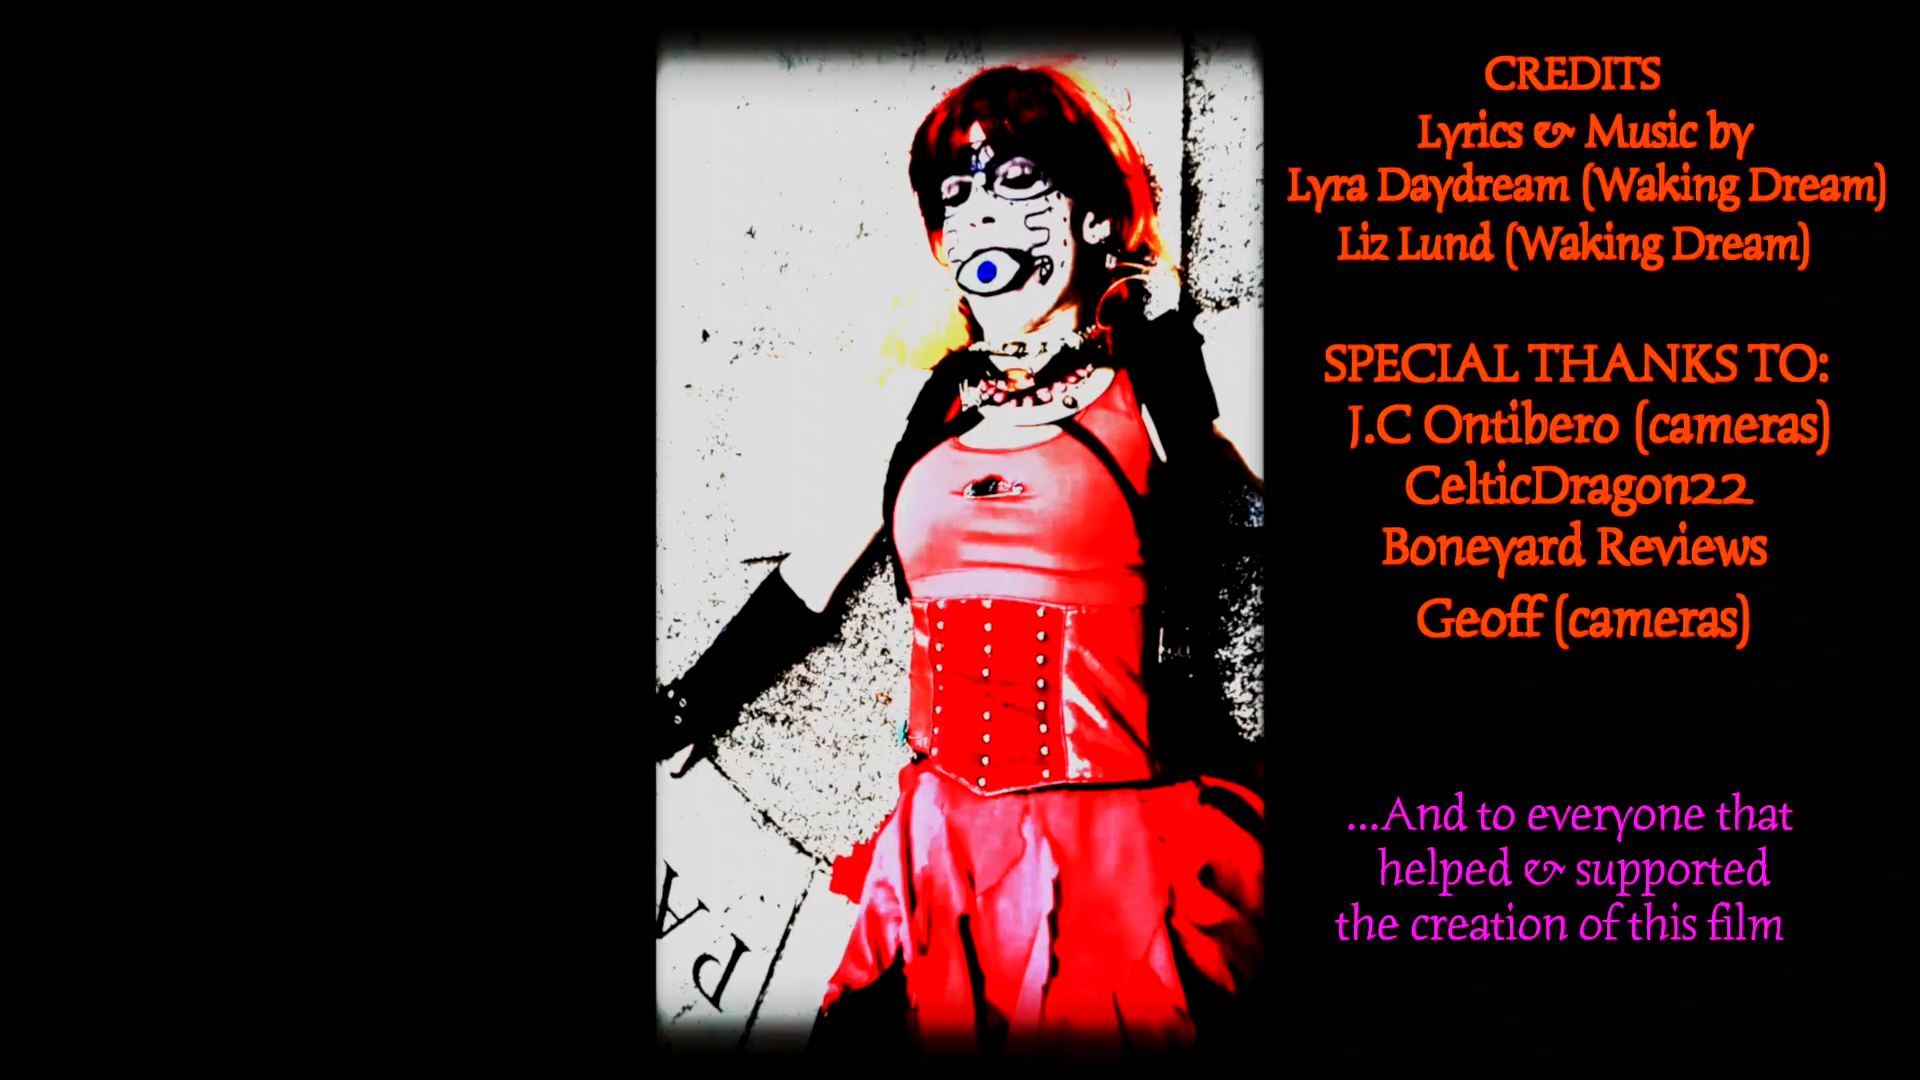 CREDITS
Lyrics & Music by
Lyra Daydream (Waking Dream)
Liz Lund (Waking Dream)
SPECIAL THANKS TO:
J.C Ontibero (cameras)
CelticDragon22
Boneyard Reviews
Geoff (cameras)
...And to everyone that
helped & supported
the creation of this film
PA